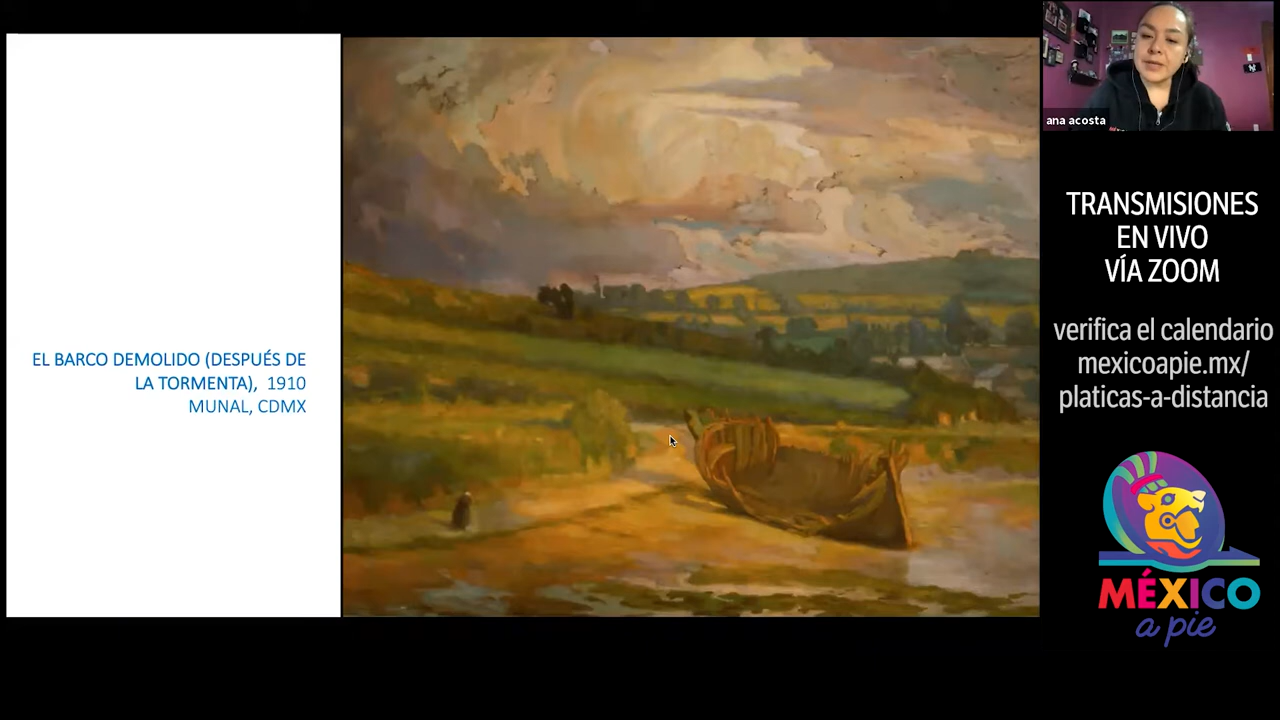 EL BARCO DEMOLIDO (DESPUÉS DE
LA TORMENTA), 1910
MUNAL, CDMX
ana acosta
TRANSMISIONES
EN VIVO
VÍA ZOOM
verifica el calendario
mexicoapie.mx/
platicas-a-distancia
MÉXICO
a pie